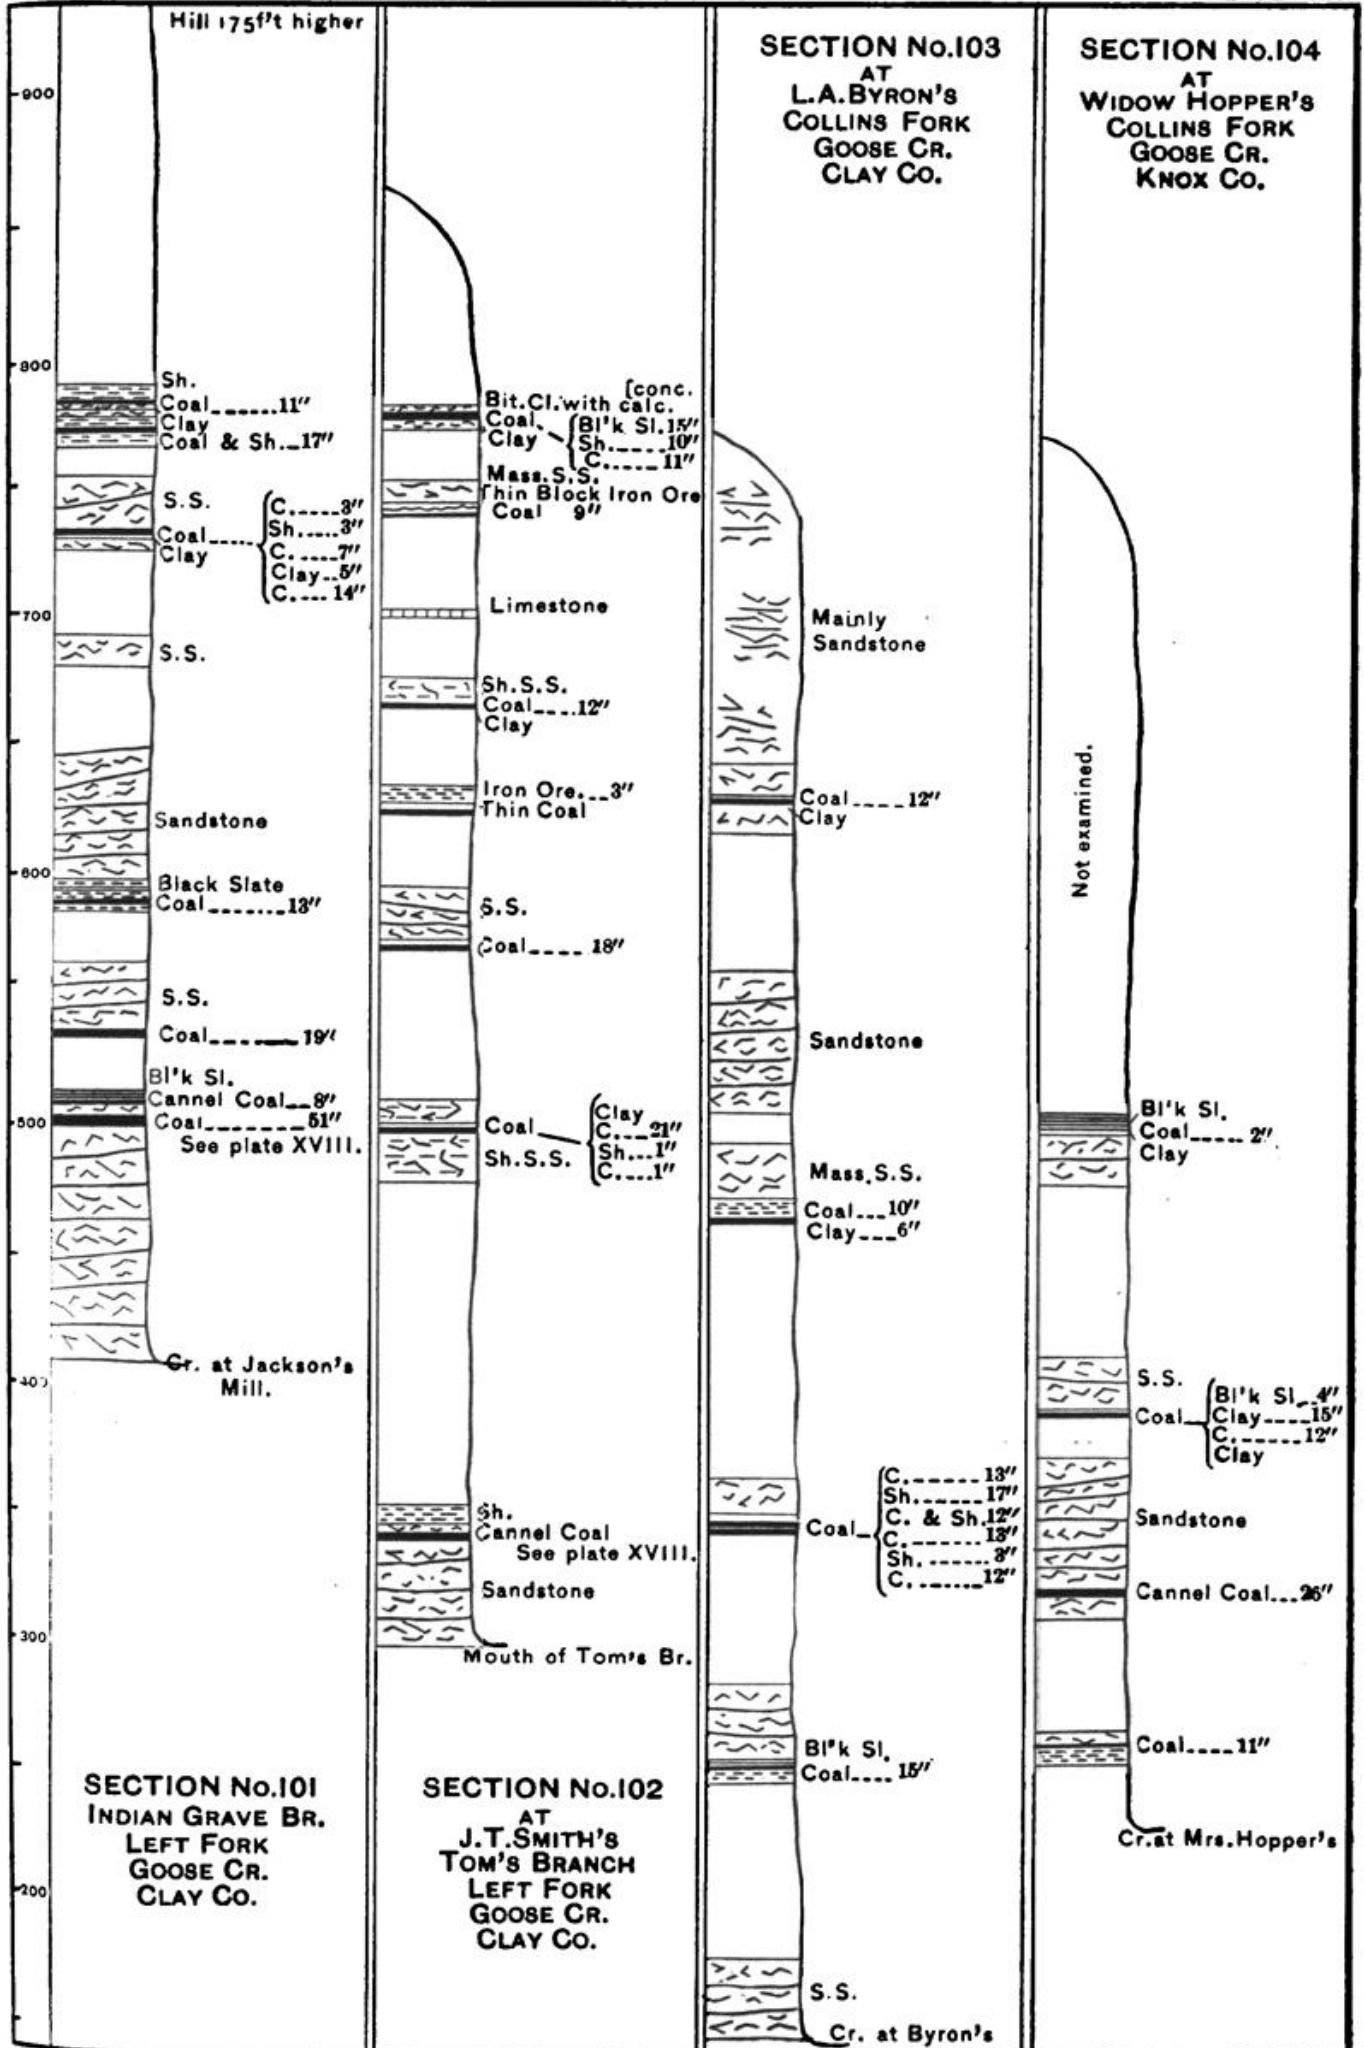 Hill 175f't higher
900
800
700
600
500
400
300
200
Sh.
Coal.......11"
Clay
Coal & Sh.-17"
S.S.
Coal
Clay
C.....3"
Sh....3"
C.....7"
Clay..5"
C.... 14"
S.S.
Sandstone
Black Slate
Coal.......13"
S.S.
Coal.......19"
Bl'k Sl.
Cannel Coal..8"
Coal.......51"
See plate XVIII.
Cr. at Jackson's
Mill.
SECTION No.101
INDIAN GRAVE BR.
LEFT FORK
GOOSE CR.
CLAY CO.
[conc.
Bit.Cl.with calc.
Coal
Clay
Bl'k Sl.15"
Sh......10"
C......11"
Mass.S.S.
Thin Block Iron Ore
Coal 9"
Limestone
Sh.S.S.
Coal....12"
Clay
Iron Ore...3"
Thin Coal
S.S.
Coal.... 18"
Coal
Sh.S.S.
Clay
C....21"
Sh...1"
C....1"
Sh.
Cannel Coal
See plate XVIII.
Sandstone
Mouth of Tom's Br.
SECTION No.102
AT
J.T.SMITH'S
TOM'S BRANCH
LEFT FORK
GOOSE CR.
CLAY CO.
SECTION No.103
AT
L.A.BYRON'S
COLLINS FORK
GOOSE CR.
CLAY CO.
Mainly
Sandstone
Coal....12"
Clay
Sandstone
Mass.S.S.
Coal...10"
Clay...6"
Coal
C.......13"
Sh......17"
C. & Sh.12"
C.......13"
Sh.......3"
C.......12"
Bl'k Sl.
Coal.... 15"
S.S.
Cr. at Byron's
SECTION No.104
AT
WIDOW HOPPER'S
COLLINS FORK
GOOSE CR.
KNOX CO.
Not examined.
Bl'k Sl.
Coal..... 2"
Clay
S.S.
Coal
Bl'k Sl..4"
Clay....15"
C.......12"
Clay
Sandstone
Cannel Coal...26"
Coal....11"
Cr.at Mrs.Hopper's